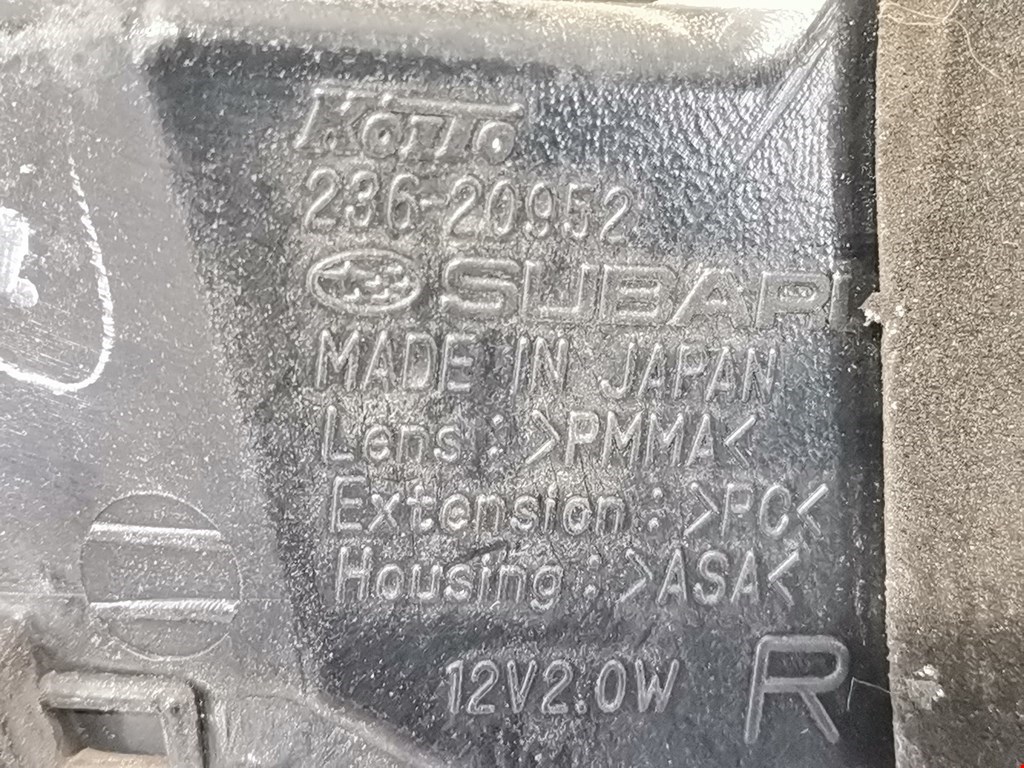 KOITO
236-20952
SUBARU
MADE IN JAPAN
Lens : >PMMA<
Extension : >PC<
Housing : >ASA<
12V2.0W R